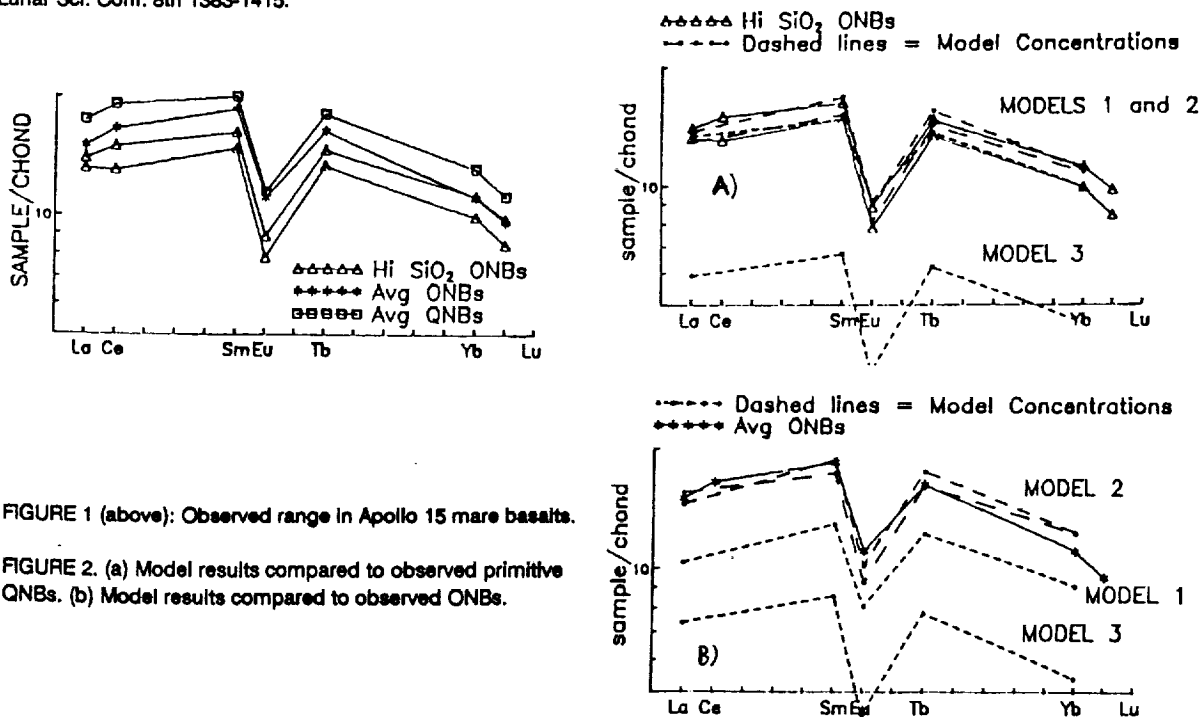 Lunar Sci. Conf. 8th 1383-1415.
SAMPLE/CHOND
10
La Ce Sm Eu Tb Yb Lu
Hi SiO₂ ONBs
Avg ONBs
Avg QNBs
FIGURE 1 (above): Observed range in Apollo 15 mare basalts.
FIGURE 2. (a) Model results compared to observed primitive
QNBs. (b) Model results compared to observed ONBs.
Hi SiO₂ ONBs
Dashed lines = Model Concentrations
sample/chond
10
MODELS 1 and 2
A)
MODEL 3
La Ce Sm Eu Tb Yb Lu
Dashed lines = Model Concentrations
Avg ONBs
sample/chond
10
MODEL 2
MODEL 1
MODEL 3
B)
La Ce Sm Eu Tb Yb Lu